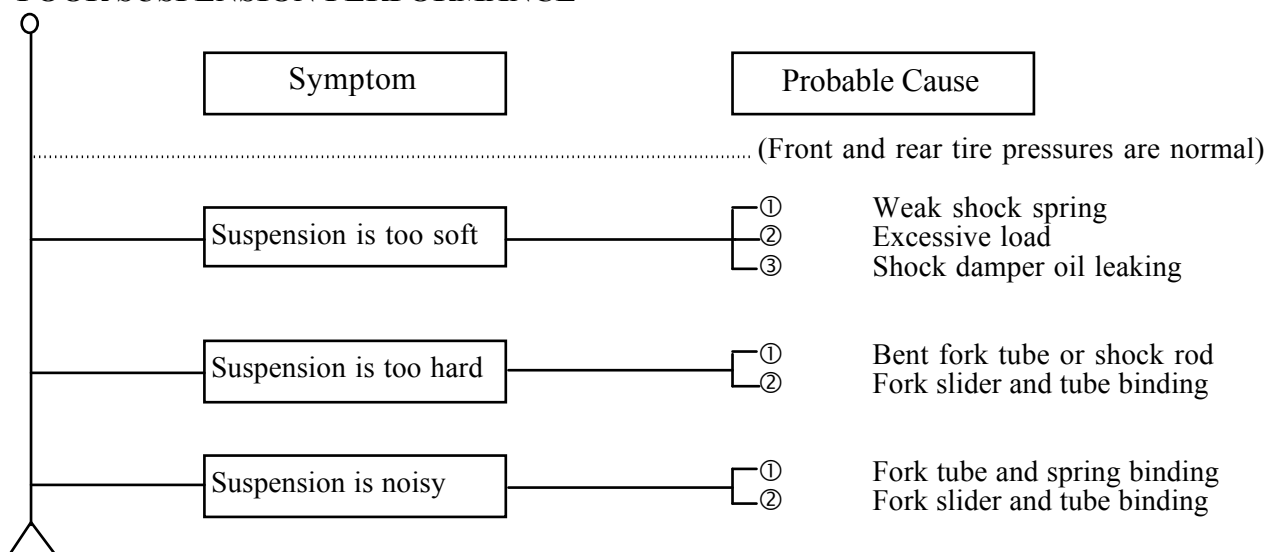 POOR SUSPENSION PERFORMANCE
Symptom
Probable Cause
(Front and rear tire pressures are normal)
Suspension is too soft
① Weak shock spring
② Excessive load
③ Shock damper oil leaking
Suspension is too hard
① Bent fork tube or shock rod
② Fork slider and tube binding
Suspension is noisy
① Fork tube and spring binding
② Fork slider and tube binding